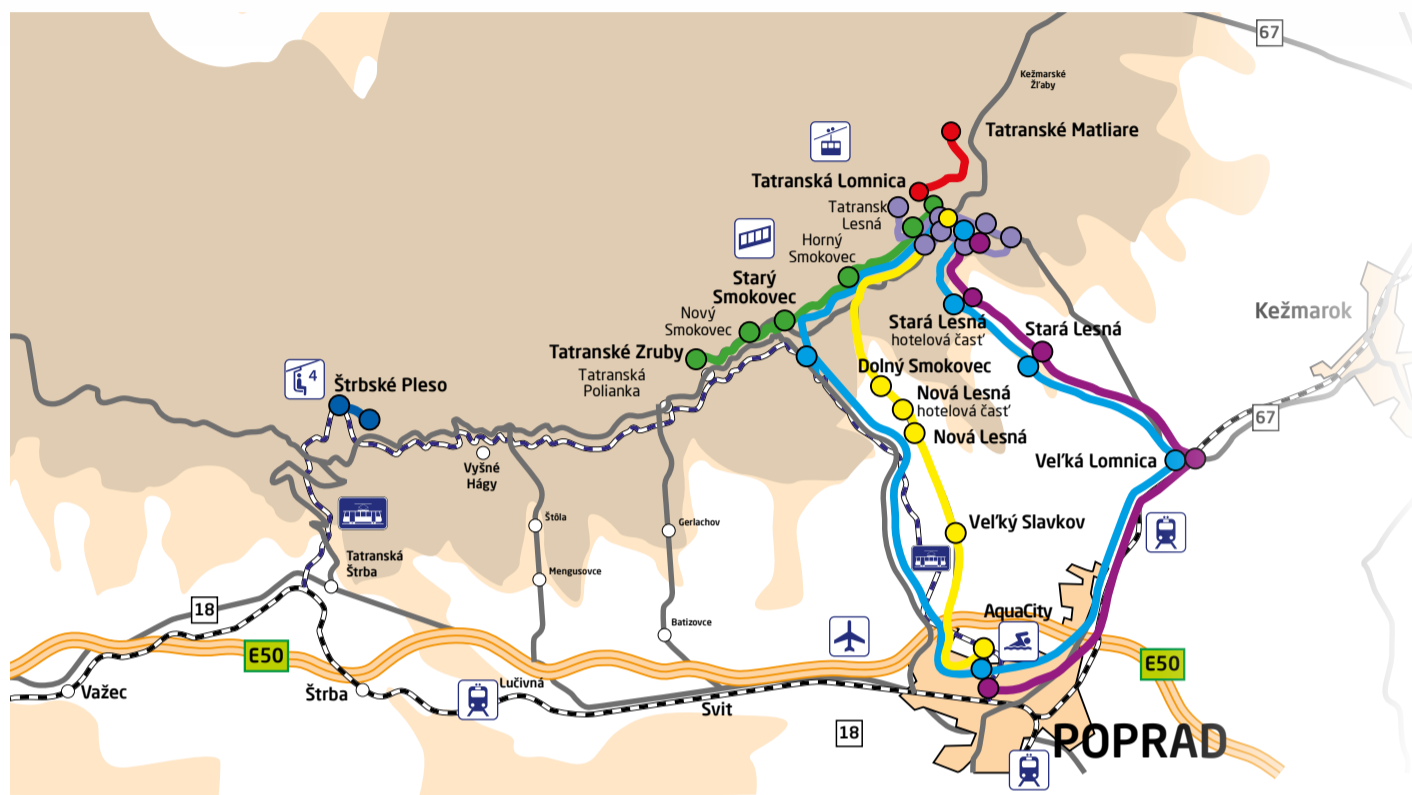 67
Kežmarské
Žľaby
Tatranské Matliare
Tatranská Lomnica
Tatransk
Lesná
Horný
Smokovec
Starý
Smokovec
Nový
Smokovec
Tatranské Zruby
Tatranská
Polianka
Stará Lesná
hotelová časť
Stará Lesná
Kežmarok
4
Štrbské Pleso
Dolný Smokovec
Nová Lesná
hotelová časť
Nová Lesná
67
Veľká Lomnica
Vyšné
Hágy
Štôla
Gerlachov
Veľký Slavkov
Tatranská
Štrba
Mengusovce
18
Batizovce
AquaCity
E50
E50
Važec
Štrba
Lučivná
Svit
18
POPRAD